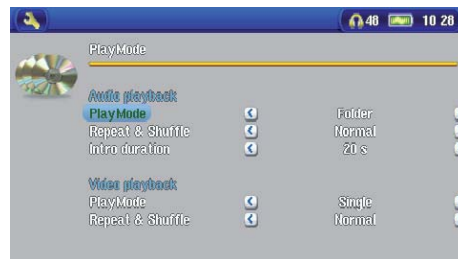 48 10 28
PlayMode
Audio playback
PlayMode Folder
Repeat & Shuffle Normal
Intro duration 20 s
Video playback
PlayMode Single
Repeat & Shuffle Normal